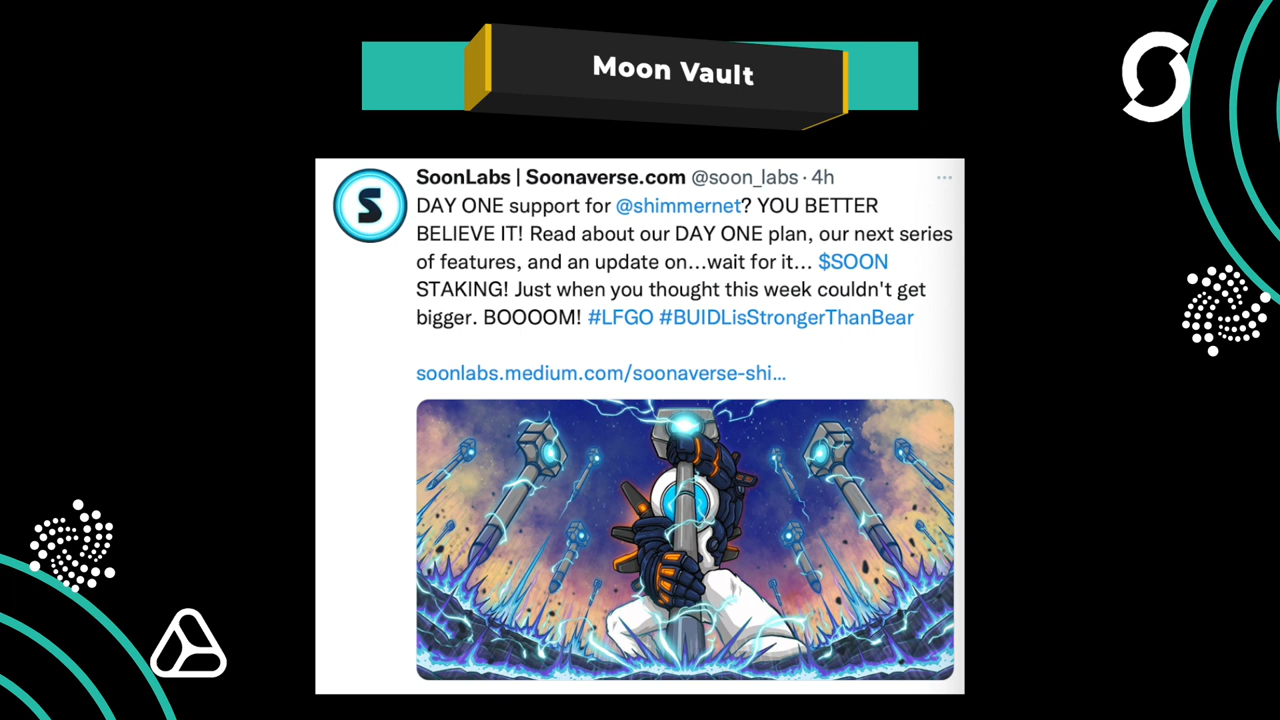 Moon Vault
SoonLabs | Soonaverse.com @soon_labs · 4h
DAY ONE support for @shimmernet? YOU BETTER
BELIEVE IT! Read about our DAY ONE plan, our next series
of features, and an update on...wait for it... $SOON
STAKING! Just when you thought this week couldn't get
bigger. BOOOOM! #LFGO #BUIDLisStrongerThanBear
soonlabs.medium.com/soonaverse-shi...